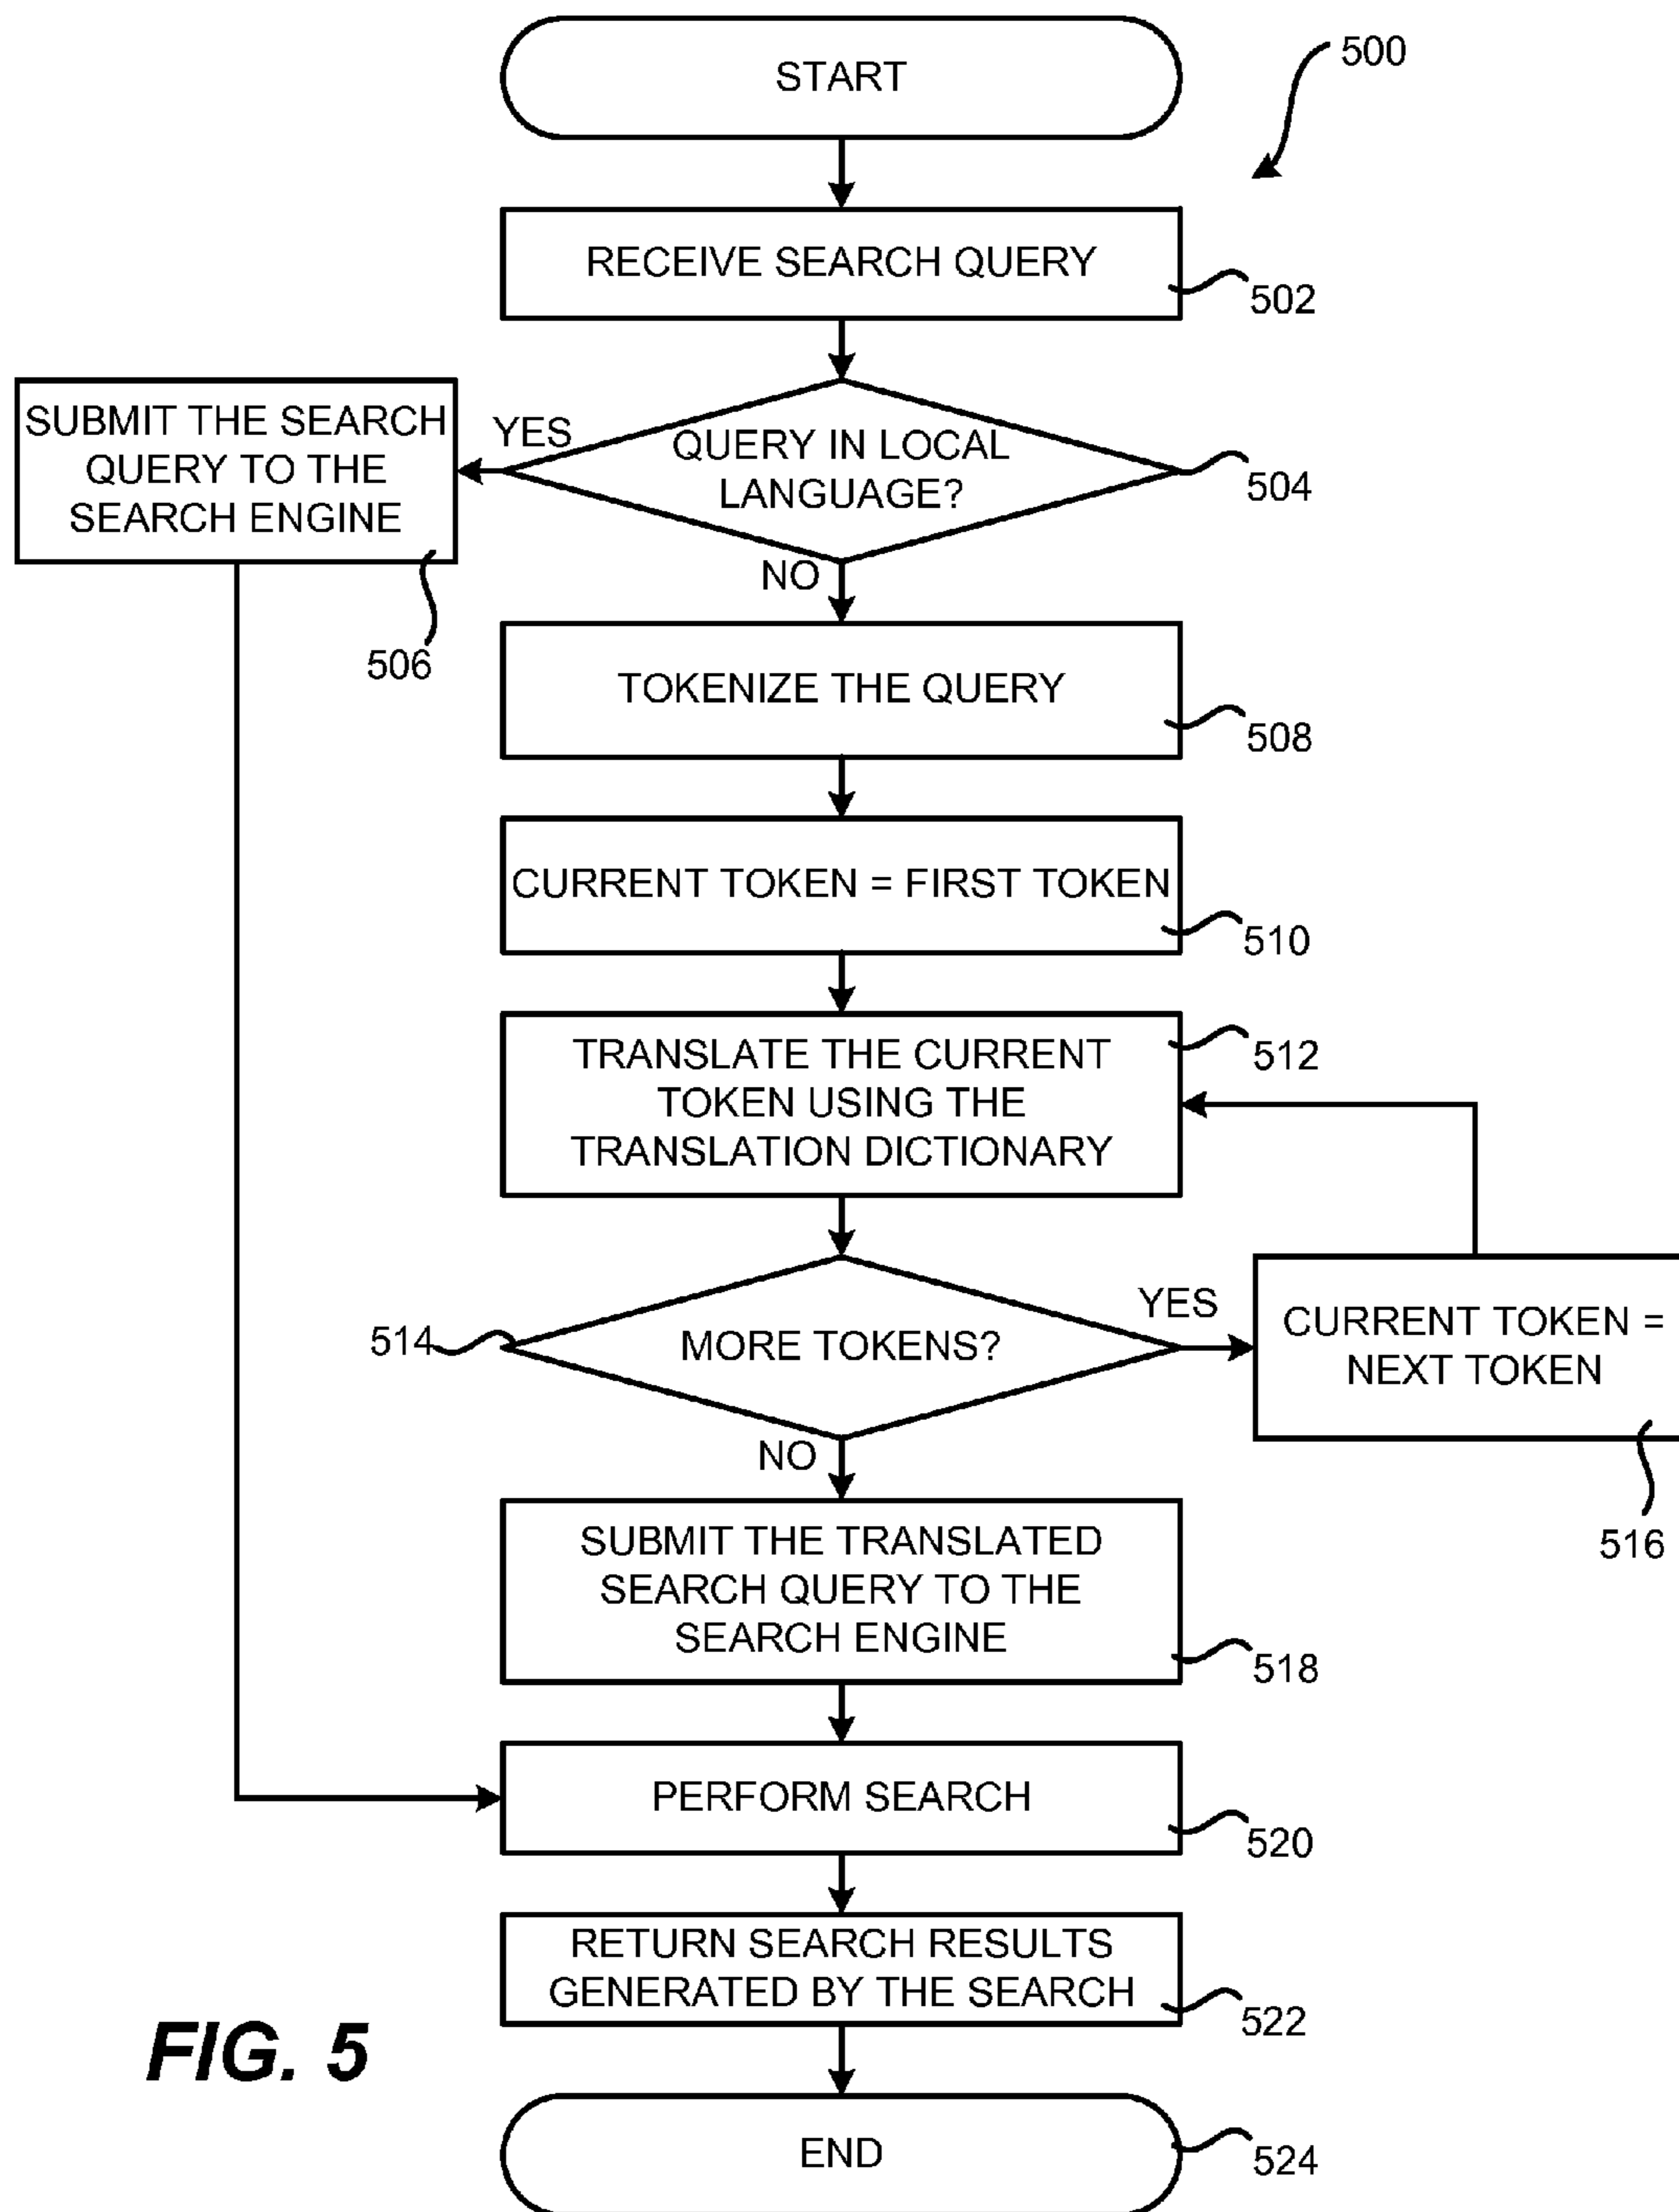 START
500
RECEIVE SEARCH QUERY
502
SUBMIT THE SEARCH
QUERY TO THE
SEARCH ENGINE
506
YES
QUERY IN LOCAL
LANGUAGE?
504
NO
TOKENIZE THE QUERY
508
CURRENT TOKEN = FIRST TOKEN
510
TRANSLATE THE CURRENT
TOKEN USING THE
TRANSLATION DICTIONARY
512
514
MORE TOKENS?
YES
CURRENT TOKEN =
NEXT TOKEN
516
NO
SUBMIT THE TRANSLATED
SEARCH QUERY TO THE
SEARCH ENGINE
518
PERFORM SEARCH
520
RETURN SEARCH RESULTS
GENERATED BY THE SEARCH
522
FIG. 5
END
524